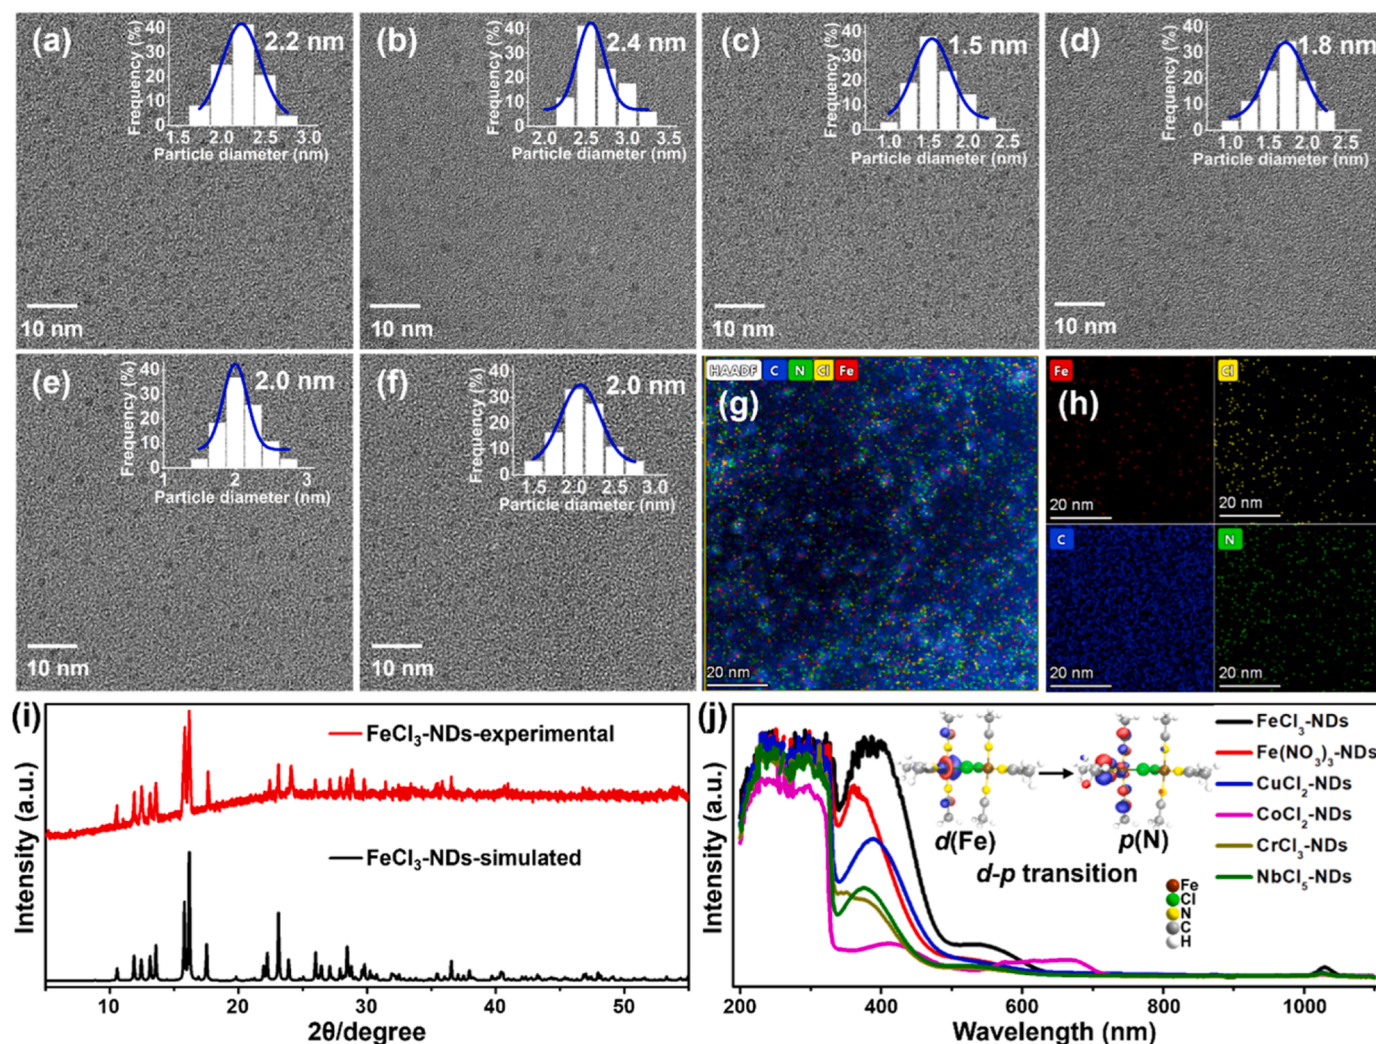 (a)
2.2 nm
Frequency (%)
40
30
20
10
0
1.5 2.0 2.5 3.0
Particle diameter (nm)
10 nm
(b)
2.4 nm
Frequency (%)
40
30
20
10
0
2.0 2.5 3.0 3.5
Particle diameter (nm)
10 nm
(c)
1.5 nm
Frequency (%)
40
30
20
10
0
1.0 1.5 2.0 2.5
Particle diameter (nm)
10 nm
(d)
1.8 nm
Frequency (%)
40
30
20
10
0
1.0 1.5 2.0 2.5
Particle diameter (nm)
10 nm
(e)
2.0 nm
Frequency (%)
40
30
20
10
0
1 2 3
Particle diameter (nm)
10 nm
(f)
2.0 nm
Frequency (%)
40
30
20
10
0
1.5 2.0 2.5 3.0
Particle diameter (nm)
10 nm
HAADF C N Cl Fe
(g)
20 nm
Fe
(h)
20 nm
Cl
20 nm
C
20 nm
N
20 nm
(i)
FeCl₃-NDs-experimental
FeCl₃-NDs-simulated
Intensity (a.u.)
10 20 30 40 50
2θ/degree
(j)
FeCl₃-NDs
Fe(NO₃)₃-NDs
CuCl₂-NDs
CoCl₂-NDs
CrCl₃-NDs
NbCl₅-NDs
d(Fe)
p(N)
d-p transition
Fe
Cl
N
C
H
Intensity (a.u.)
200 400 600 800 1000
Wavelength (nm)